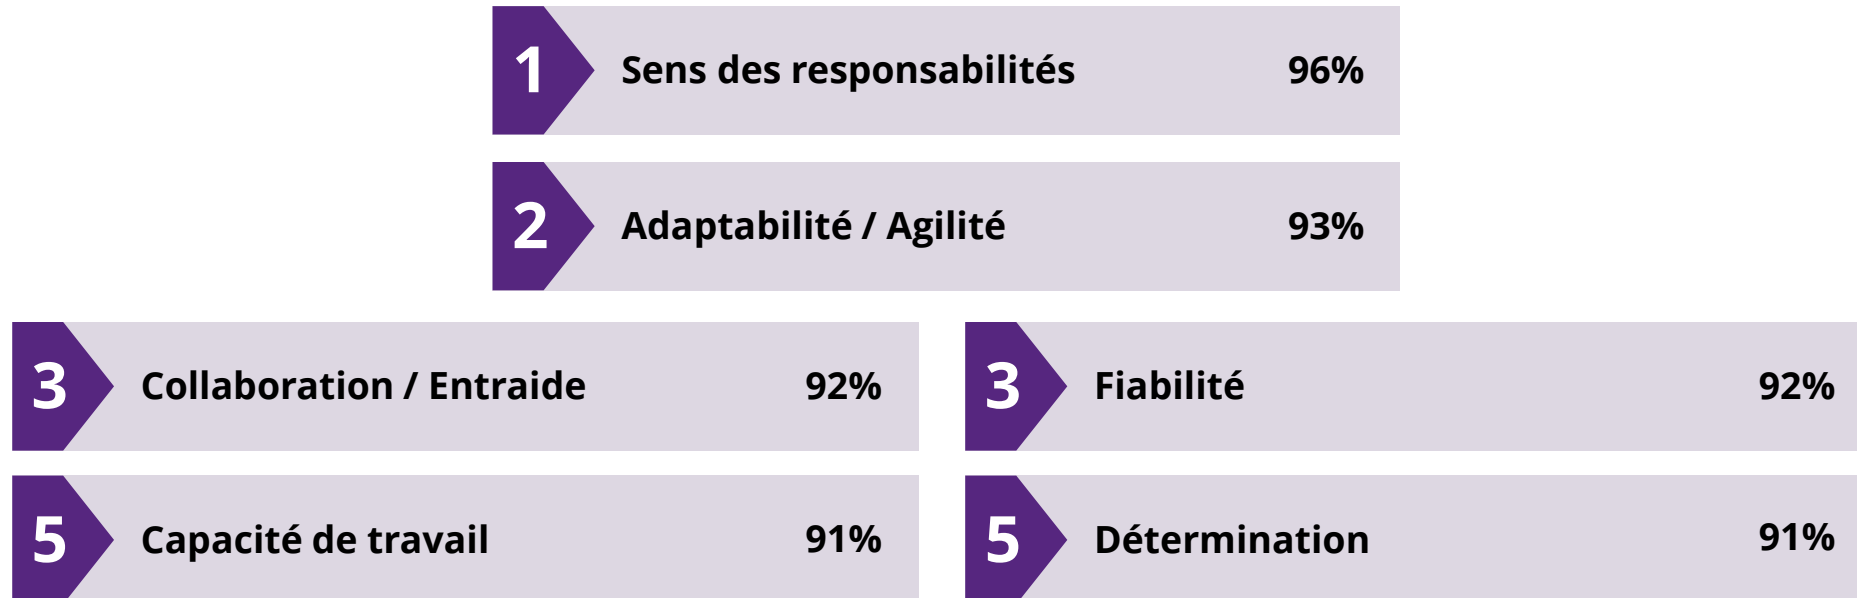 1 Sens des responsabilités 96%
2 Adaptabilité / Agilité 93%
3 Collaboration / Entraide 92%
3 Fiabilité 92%
5 Capacité de travail 91%
5 Détermination 91%